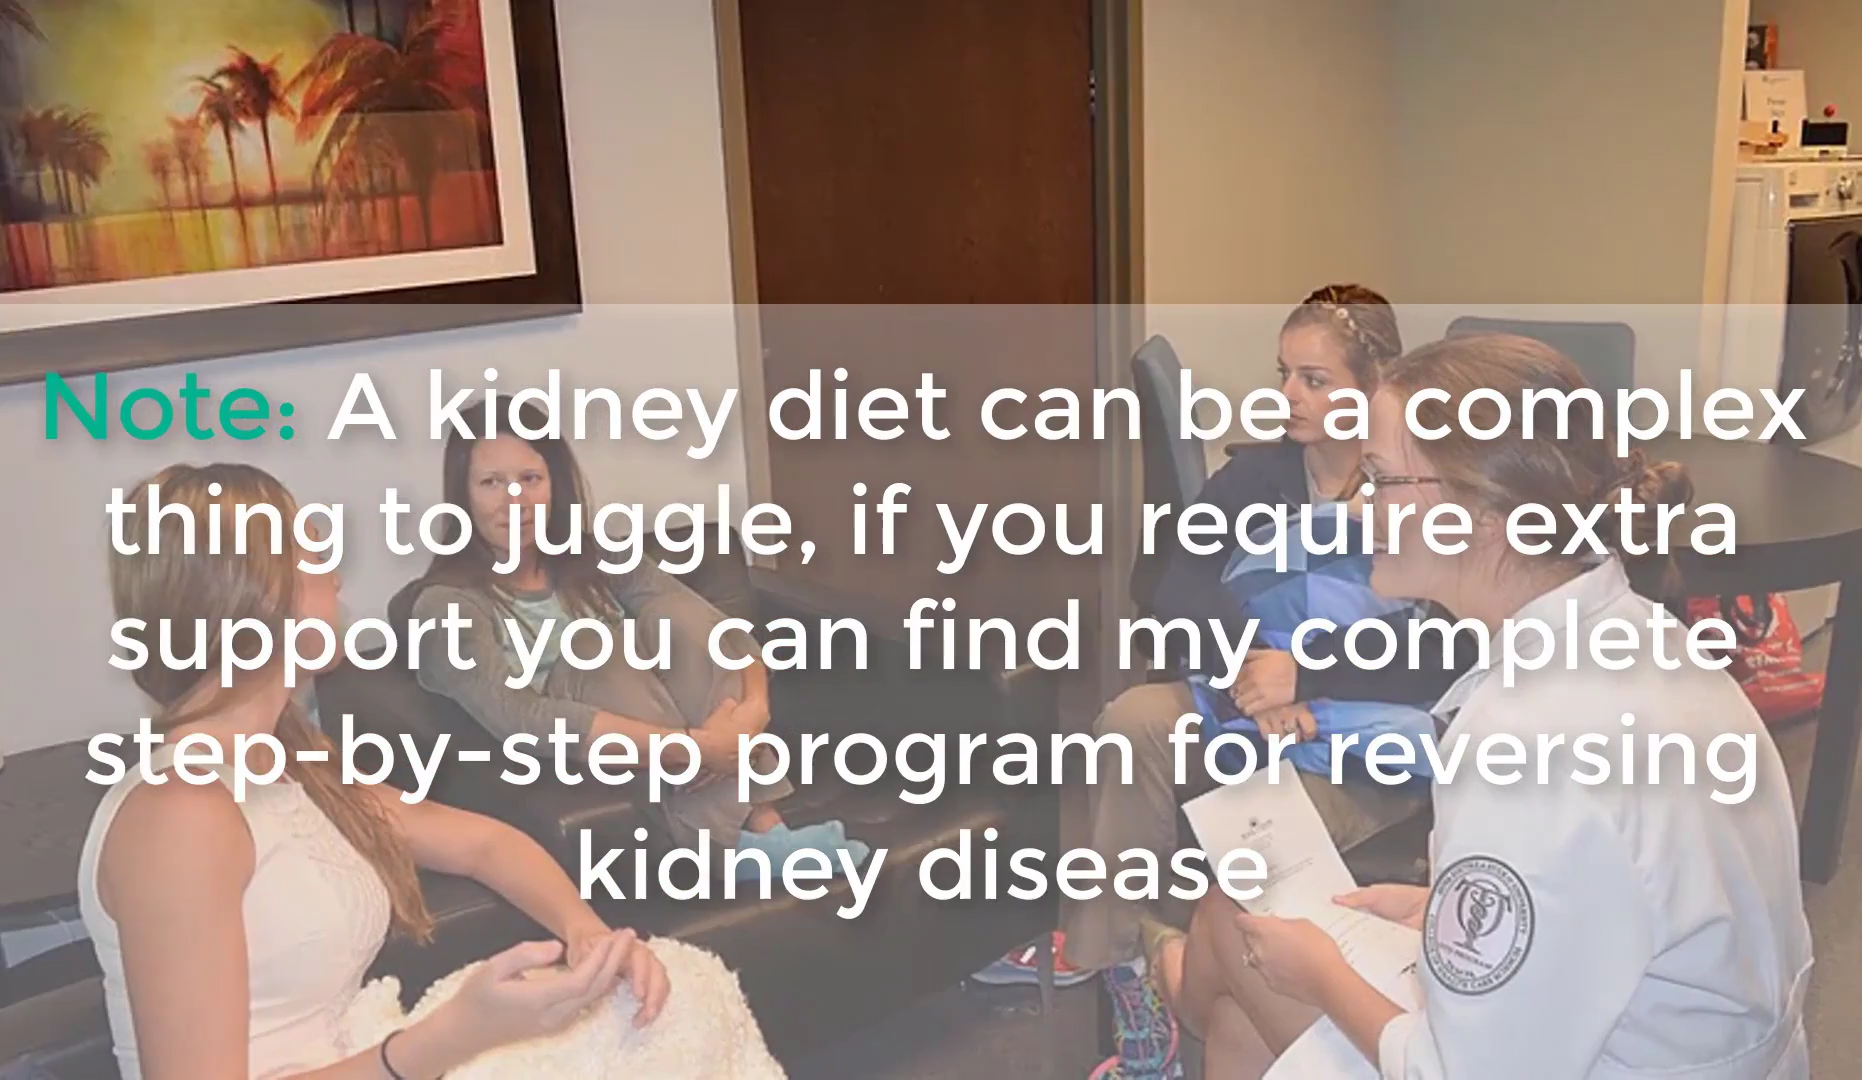 Note: A kidney diet can be a complex
thing to juggle, if you require extra
support you can find my complete
step-by-step program for reversing
kidney disease